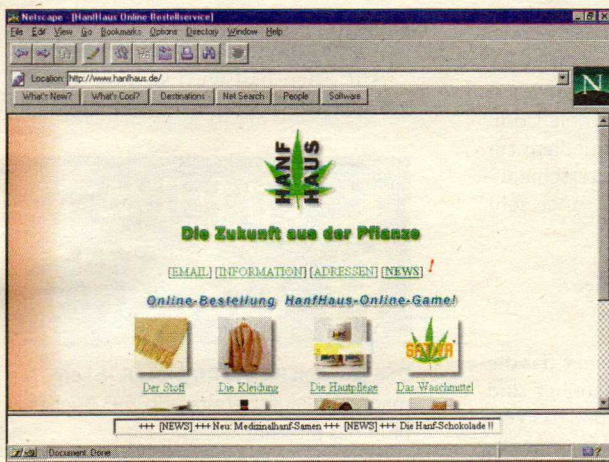 Netscape - [HanfHaus Online Bestellservice]
File Edit View Go Bookmarks Options Directory Window Help
Location: http://www.hanfhaus.de/
N
What's New? What's Cool? Destinations Net Search People Software
HANF HAUS
Die Zukunft aus der Pflanze
[EMAIL] [INFORMATION] [ADRESSEN] [NEWS] !
Online-Bestellung HanfHaus-Online-Game!
SATIVA
Der Stoff Die Kleidung Die Hautpflege Das Waschmittel
+++ [NEWS] +++ Neu: Medizinalhanf-Samen +++ [NEWS] +++ Die Hanf-Schokolade !!
Document: Done